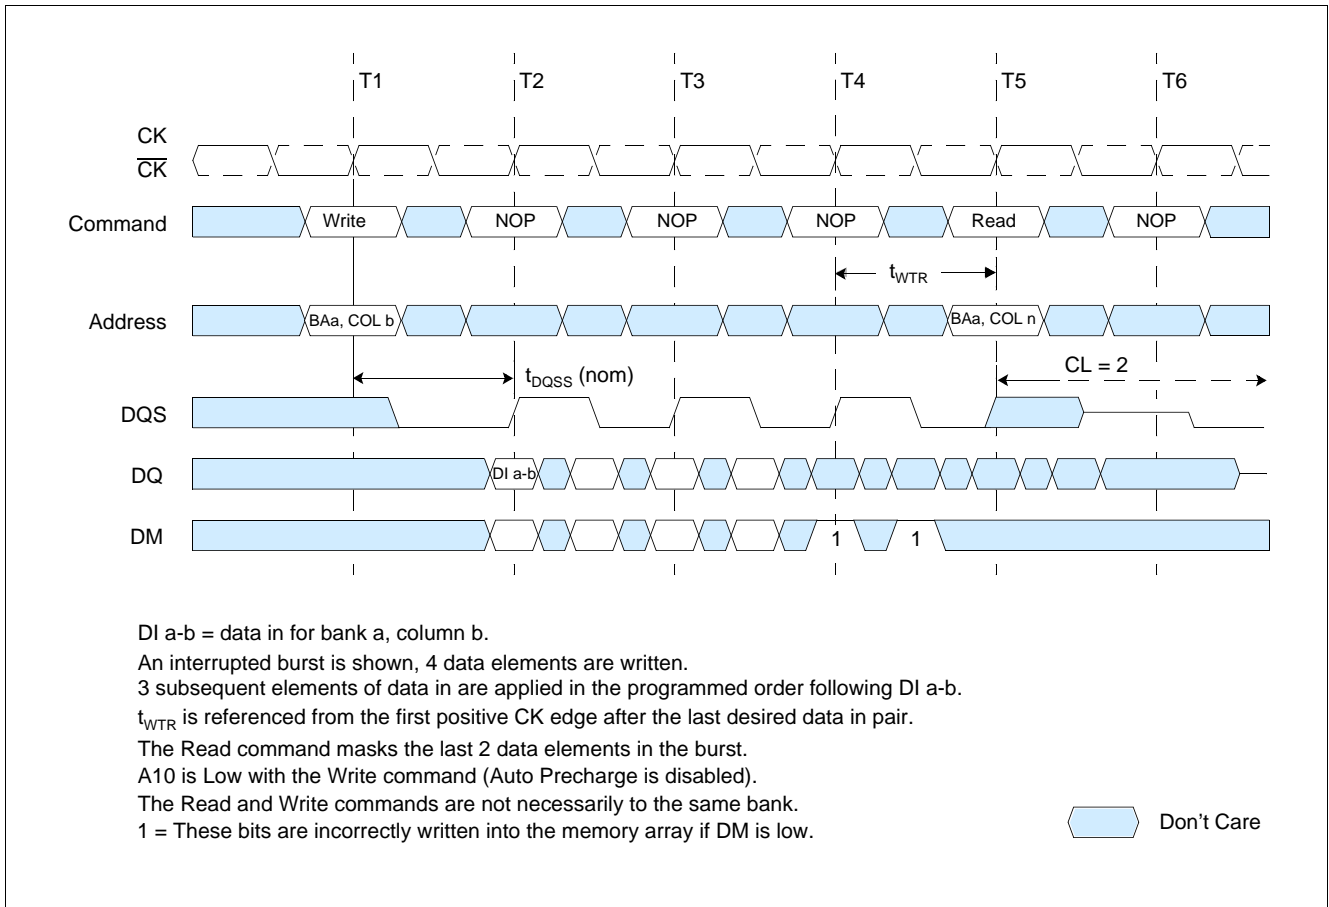 T1 T2 T3 T4 T5 T6
CK
CK
Command Write NOP NOP NOP Read NOP
tWTR
Address BAa, COL b BAa, COL n
tDQSS (nom) CL = 2
DQS
DQ DI a-b
DM 1 1
DI a-b = data in for bank a, column b.
An interrupted burst is shown, 4 data elements are written.
3 subsequent elements of data in are applied in the programmed order following DI a-b.
tWTR is referenced from the first positive CK edge after the last desired data in pair.
The Read command masks the last 2 data elements in the burst.
A10 is Low with the Write command (Auto Precharge is disabled).
The Read and Write commands are not necessarily to the same bank.
1 = These bits are incorrectly written into the memory array if DM is low.
Don't Care